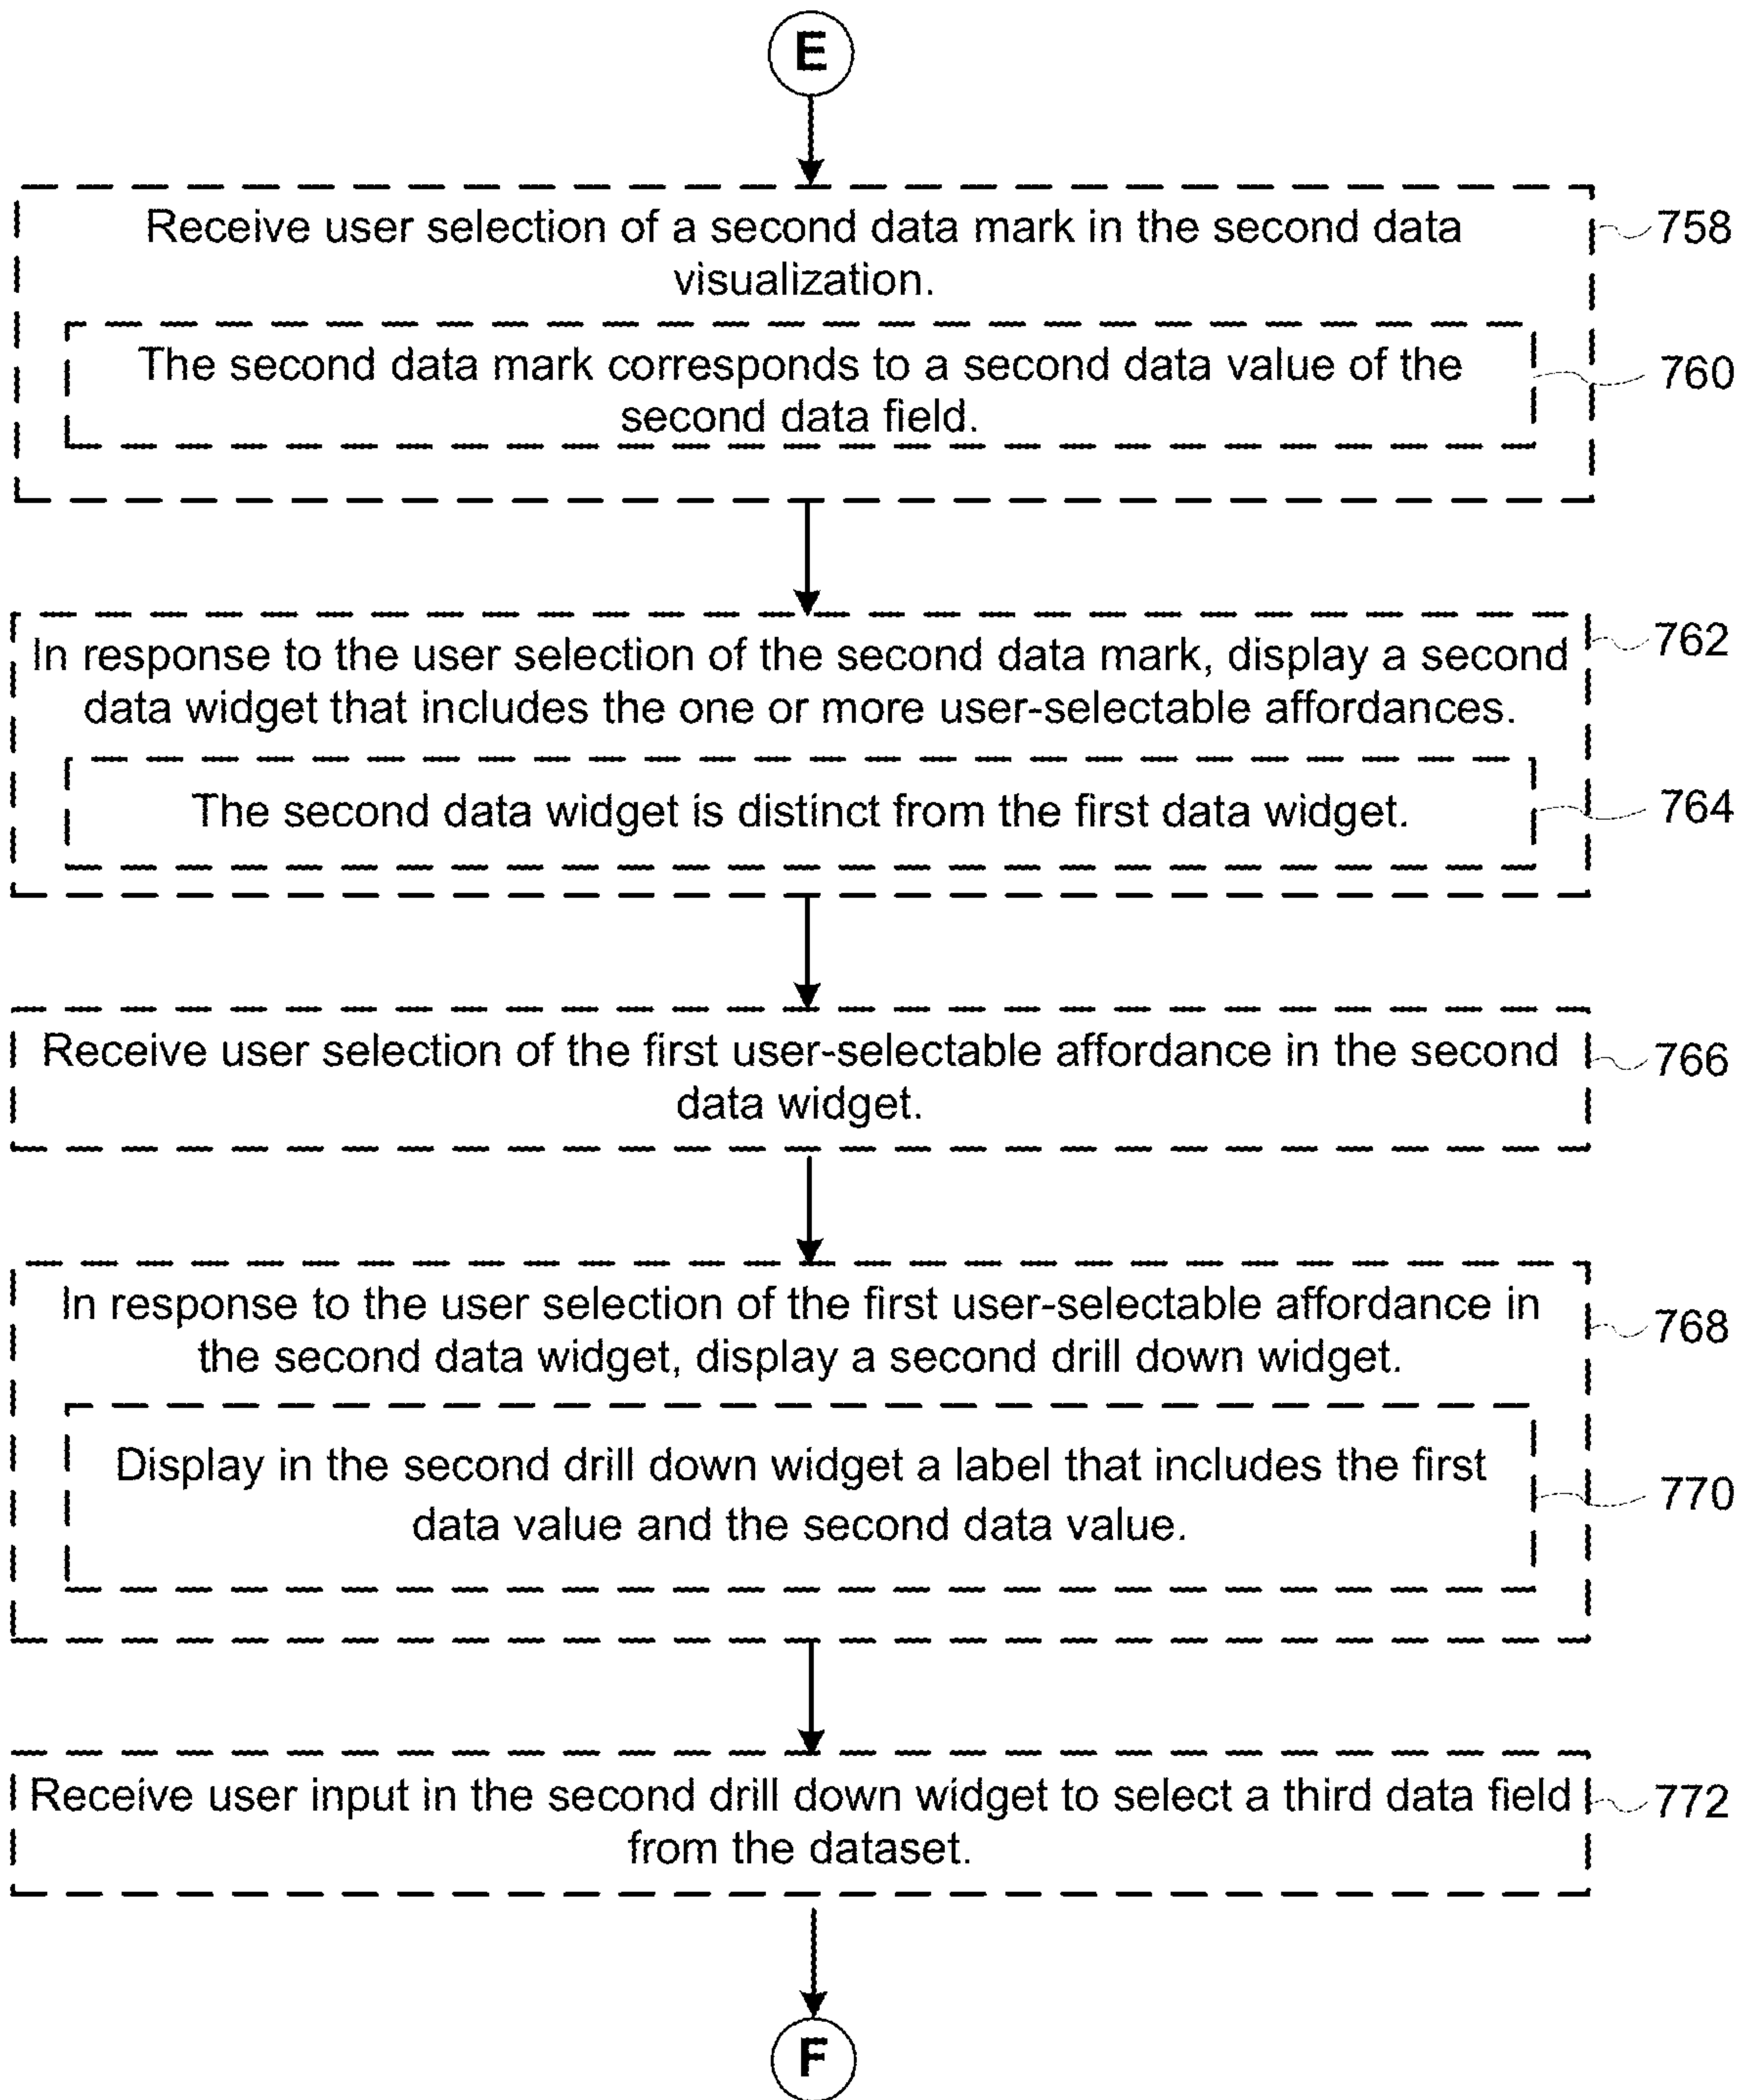 E
Receive user selection of a second data mark in the second data
visualization.
758
The second data mark corresponds to a second data value of the
second data field.
760
In response to the user selection of the second data mark, display a second
data widget that includes the one or more user-selectable affordances.
762
The second data widget is distinct from the first data widget.
764
Receive user selection of the first user-selectable affordance in the second
data widget.
766
In response to the user selection of the first user-selectable affordance in
the second data widget, display a second drill down widget.
768
Display in the second drill down widget a label that includes the first
data value and the second data value.
770
Receive user input in the second drill down widget to select a third data field
from the dataset.
772
F